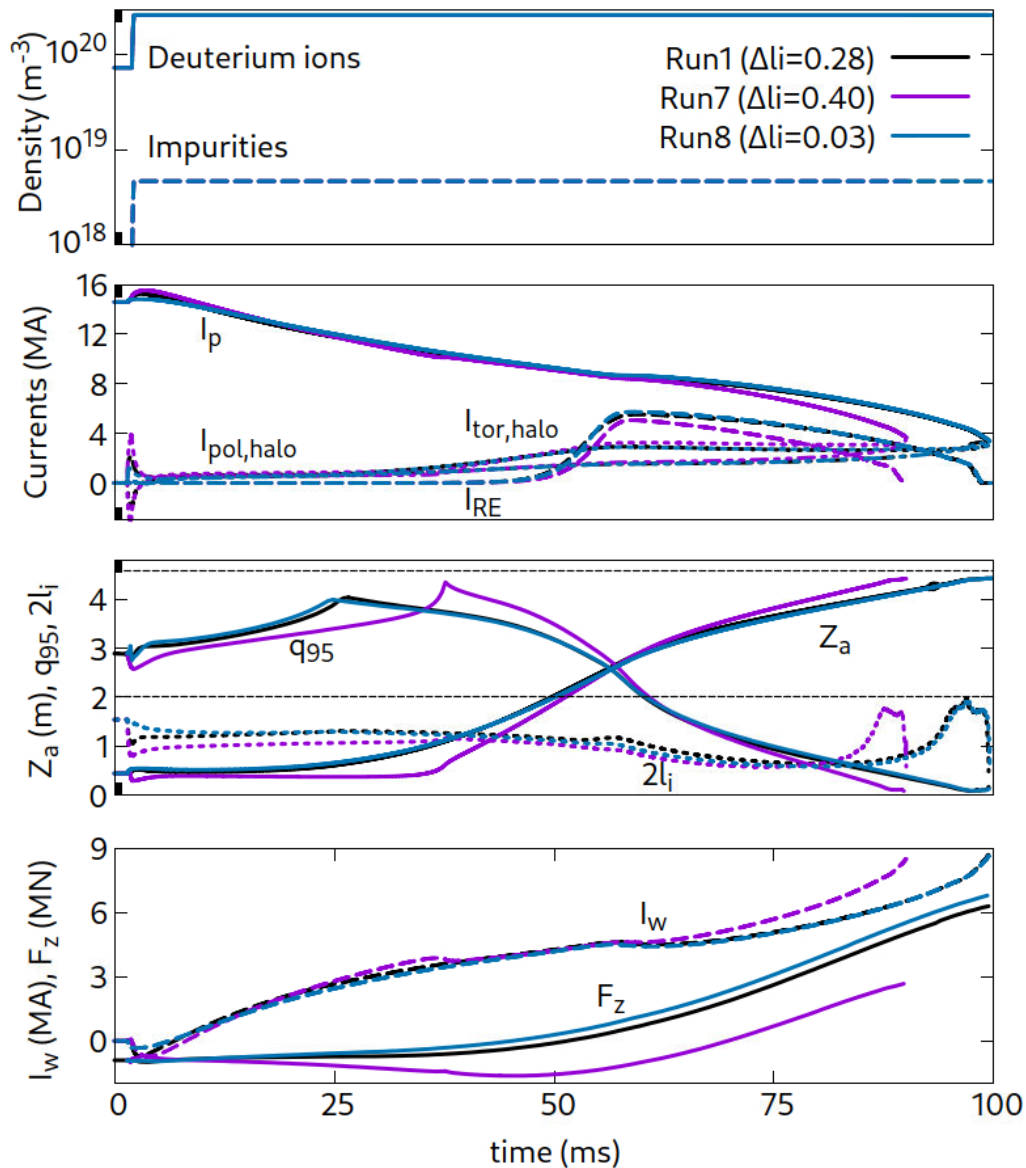 Density (m⁻³)
10²⁰
10¹⁹
10¹⁸
Deuterium ions
Impurities
Run1 (Δli=0.28)
Run7 (Δli=0.40)
Run8 (Δli=0.03)
Currents (MA)
16
12
8
4
0
Iₚ
I_pol,halo
I_tor,halo
I_RE
Zₐ (m), q₉₅, 2lᵢ
4
3
2
1
0
q₉₅
Zₐ
2lᵢ
I_w (MA), F_z (MN)
9
6
3
0
I_w
F_z
0 25 50 75 100
time (ms)